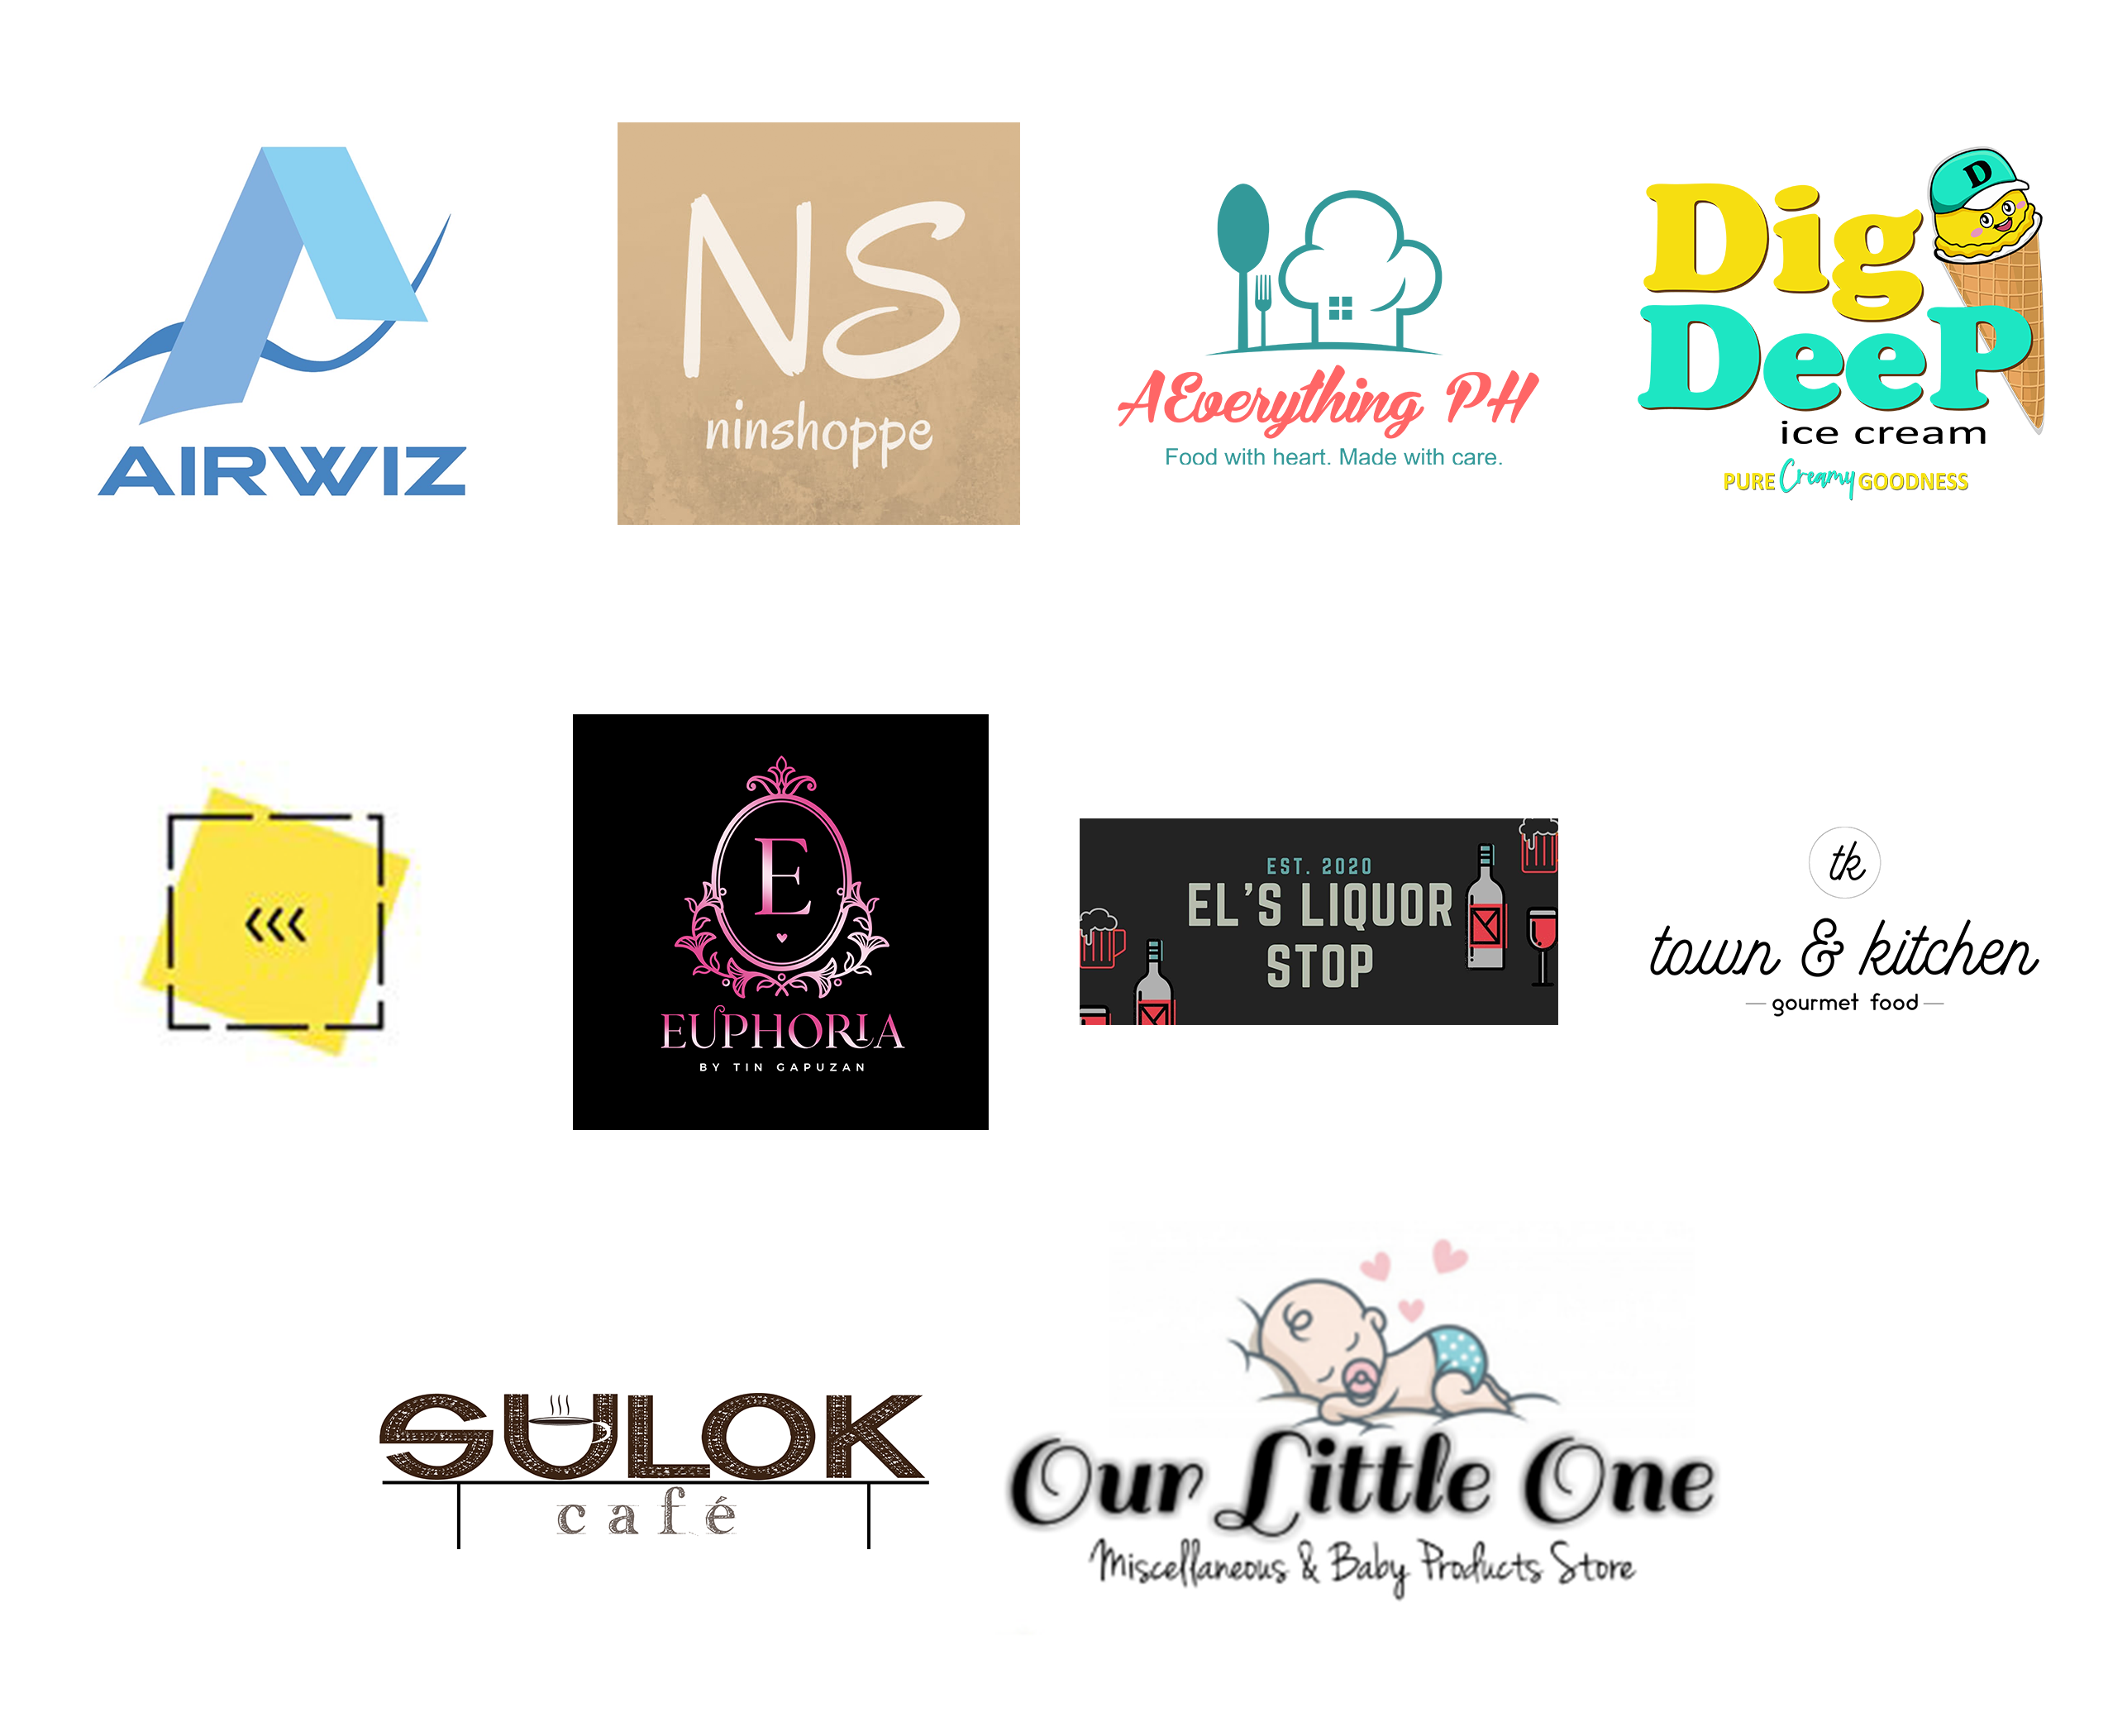 AIRWIZ
NS
ninshoppe
AEverything PH
Food with heart. Made with care.
D
Dig
DeeP
ice cream
PURE Creamy GOODNESS
‹‹‹
E
EUPHORIA
BY TIN GAPUZAN
EST. 2020
EL'S LIQUOR
STOP
tk
town & kitchen
gourmet food
SULOK
café
Our Little One
Miscellaneous & Baby Products Store